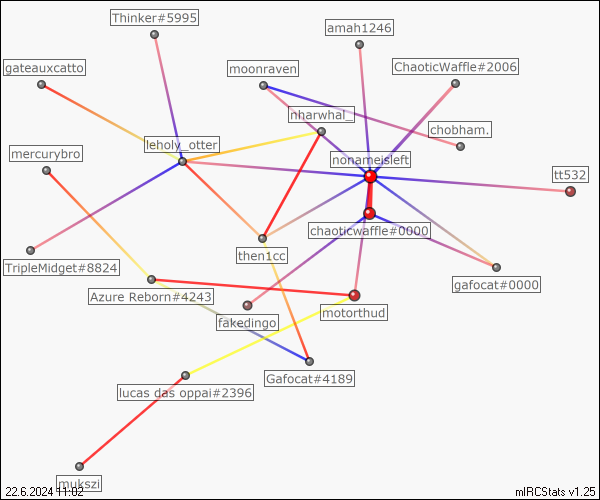 Thinker#5995
amah1246
gateauxcatto
moonraven
ChaoticWaffle#2006
nharwhal_
chobham.
leholy_otter
mercurybro
nonameisleft
tt532
chaoticwaffle#0000
then1cc
TripleMidget#8824
gafocat#0000
Azure Reborn#4243
motorthud
fakedingo
Gafocat#4189
lucas das oppai#2396
mukszi
22.6.2024 11:02
mIRCStats v1.25